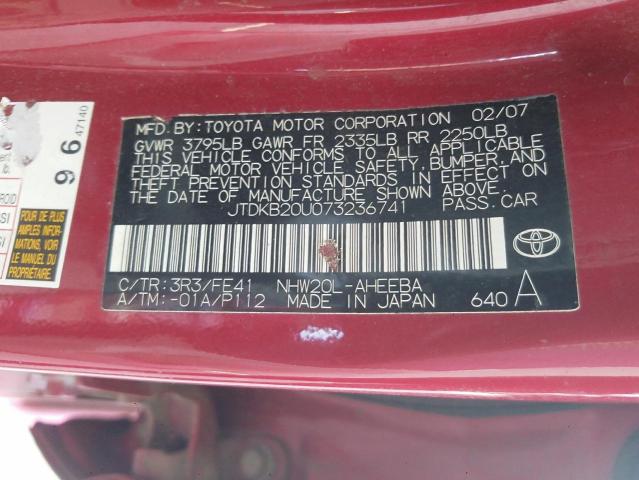 MFD. BY: TOYOTA MOTOR CORPORATION 02/07
GVWR 3795LB GAWR FR 2335LB RR 2250LB
THIS VEHICLE CONFORMS TO ALL APPLICABLE
FEDERAL MOTOR VEHICLE SAFETY, BUMPER, AND
THEFT PREVENTION STANDARDS IN EFFECT ON
THE DATE OF MANUFACTURE SHOWN ABOVE.
JTDKB20U073236741 PASS. CAR
C/TR: 3R3/FE41 NHW20L-AHEEBA
A/TM: -01A/P112 MADE IN JAPAN 640 A
47140
96
POUR DE PLUS
AMPLES INFOR-
MATIONS, VOIR
LE MANUEL DU
PROPRIÉTAIRE.